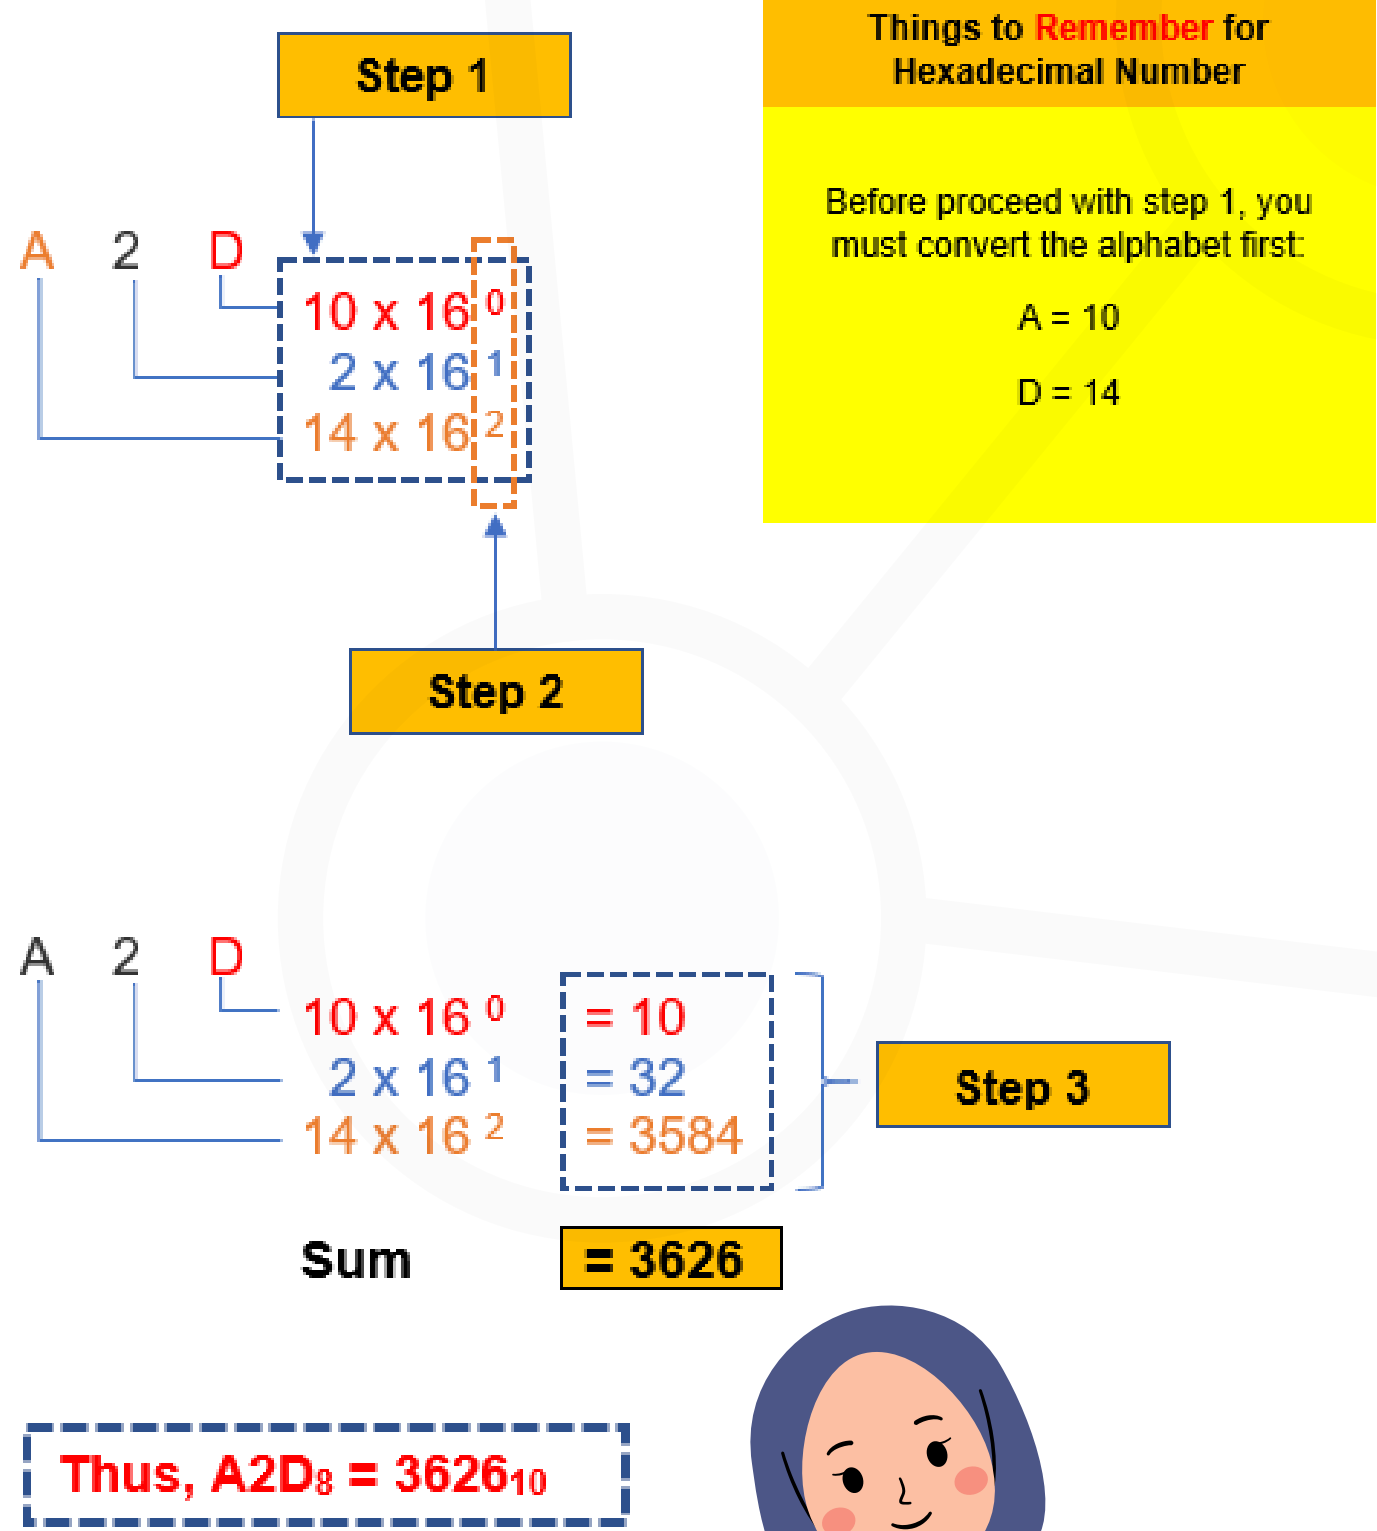 Step 1
Things to Remember for
Hexadecimal Number
Before proceed with step 1, you
must convert the alphabet first:
A = 10
D = 14
A 2 D
10 x 16 ⁰
2 x 16 ¹
14 x 16 ²
Step 2
A 2 D
10 x 16 ⁰ = 10
2 x 16 ¹ = 32
14 x 16 ² = 3584
Step 3
Sum = 3626
Thus, A2D₈ = 3626₁₀